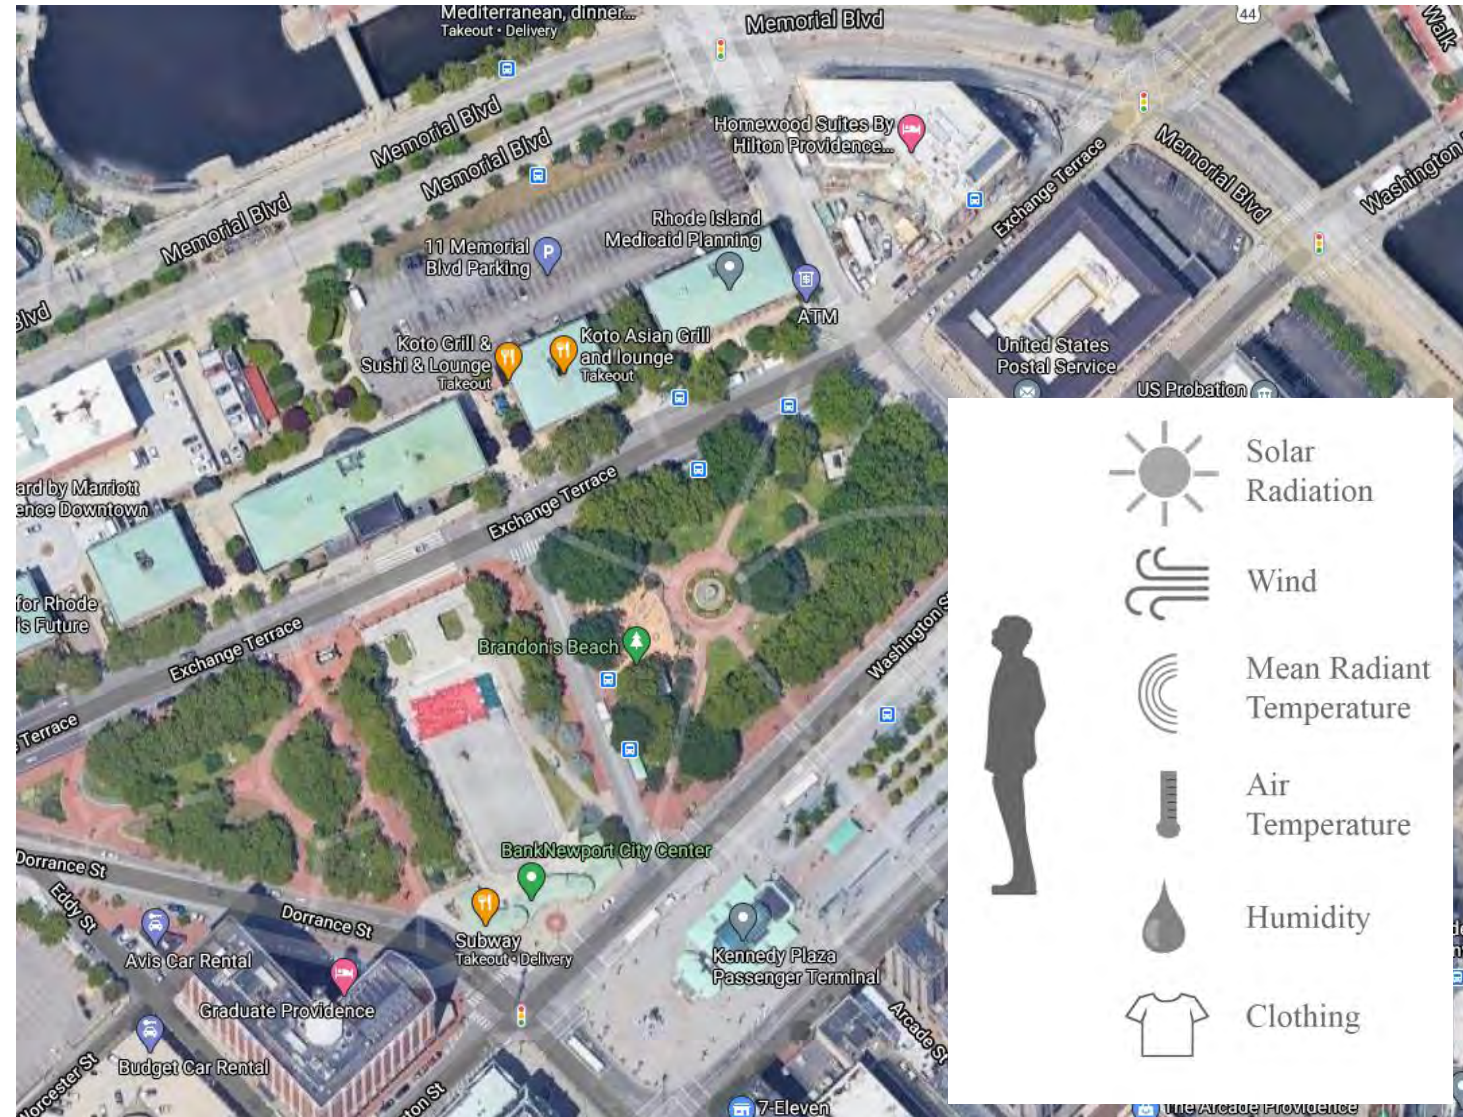 Mediterranean, dinner...
Takeout • Delivery
Memorial Blvd
44
Walk
Memorial Blvd
Memorial Blvd
Memorial Blvd
Blvd
Homewood Suites By
Hilton Providence...
Exchange Terrace
Memorial Blvd
Washington
Rhode Island
Medicaid Planning
11 Memorial
Blvd Parking
P
ATM
Koto Grill &
Sushi & Lounge
Takeout
Koto Asian Grill
and lounge
Takeout
United States
Postal Service
US Probation
ard by Marriott
ence Downtown
Exchange Terrace
for Rhode
is Future
Exchange Terrace
Terrace
Brandon's Beach
Washington S
BankNewport City Center
Dorrance St
Eddy St
Dorrance St
Subway
Takeout • Delivery
Avis Car Rental
Graduate Providence
Kennedy Plaza
Passenger Terminal
Arcade St
Budget Car Rental
Worcester St
ton St
7-Eleven
The Arcade Providence
Solar
Radiation
Wind
Mean Radiant
Temperature
Air
Temperature
Humidity
Clothing